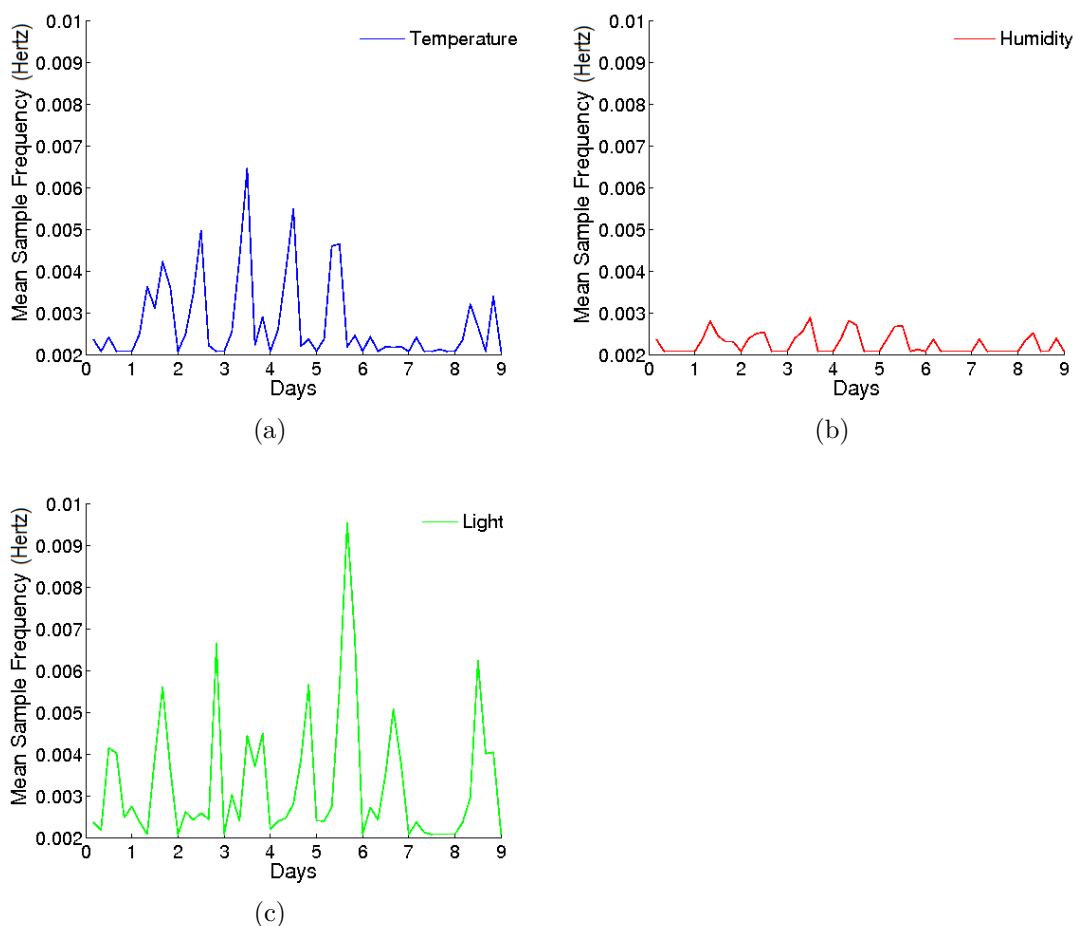 Mean Sample Frequency (Hertz)
0.01
0.009
0.008
0.007
0.006
0.005
0.004
0.003
0.002
0 1 2 3 4 5 6 7 8 9
Days
Temperature
(a)
Mean Sample Frequency (Hertz)
0.01
0.009
0.008
0.007
0.006
0.005
0.004
0.003
0.002
0 1 2 3 4 5 6 7 8 9
Days
Humidity
(b)
Mean Sample Frequency (Hertz)
0.01
0.009
0.008
0.007
0.006
0.005
0.004
0.003
0.002
0 1 2 3 4 5 6 7 8 9
Days
Light
(c)